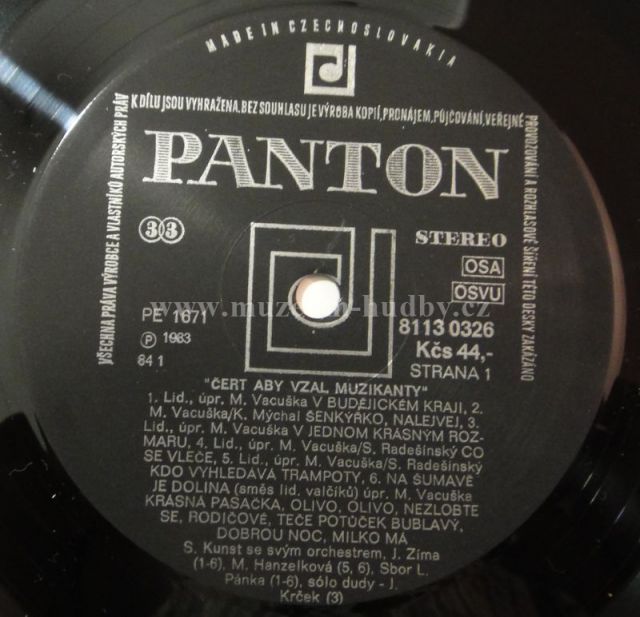 MADE IN CZECHOSLOVAKIA
VŠECHNA PRÁVA VÝROBCE A VLASTNÍKŮ AUTORSKÝCH PRÁV K DÍLU JSOU VYHRAŽENA. BEZ SOUHLASU JE VÝROBA KOPIÍ, PRONÁJEM, PŮJČOVÁNÍ, VEŘEJNÉ PROVOZOVÁNÍ A ROZHLASOVÉ ŠÍŘENÍ TÉTO DESKY ZAKÁZÁNO
PANTON
33
STEREO
OSA
OSVU
www.muzeum-hudby.cz
PE 1671
Ⓟ 1983
84 1
8113 0326
Kčs 44,-
STRANA 1
"ČERT ABY VZAL MUZIKANTY"
1. Lid., úpr. M. Vacuška V BUDĚJICKÉM KRAJI, 2.
M. Vacuška/K. Mýchal ŠENKÝŘKO, NALEJVEJ, 3.
Lid., úpr. M. Vacuška V JEDNOM KRÁSNÝM ROZ-
MARU, 4. Lid., úpr. M. Vacuška/S. Radešinský CO
SE VLEČE, 5. Lid., úpr. M. Vacuška/S. Radešinský
KDO VYHLEDÁVÁ TRAMPOTY, 6. NA ŠUMAVĚ
JE DOLINA (směs lid. valčíků) úpr. M. Vacuška
KRÁSNÁ PASAČKA, OLIVO, OLIVO, NEZLOBTE
SE, RODIČOVÉ, TEČE POTŮČEK BUBLAVÝ,
DOBROU NOC, MILKO MÁ
S. Kunst se svým orchestrem, J. Zíma
(1-6), M. Hanzelková (5, 6), Sbor L.
Pánka (1-6), sólo dudy - J.
Krček (3)